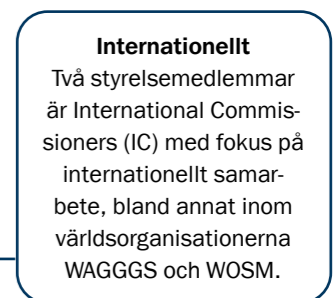 Internationellt
Två styrelsemedlemmar
är International Commis-
sioners (IC) med fokus på
internationellt samar-
bete, bland annat inom
världsorganisationerna
WAGGGS och WOSM.